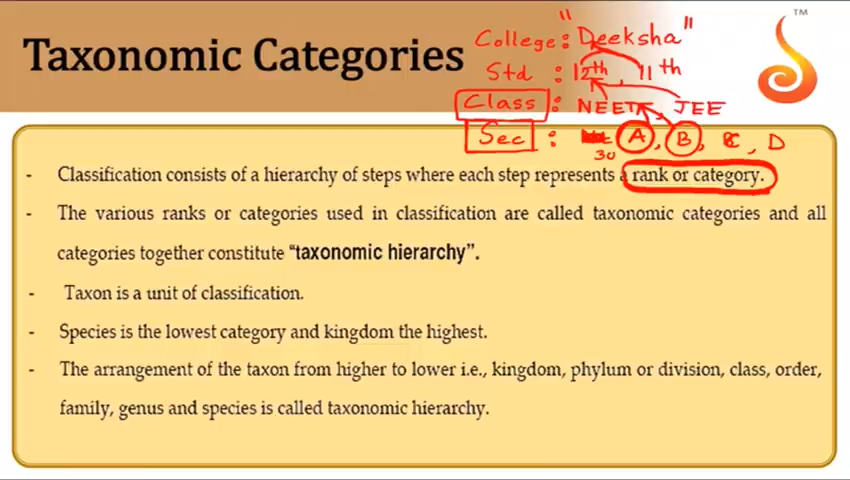 TM
Taxonomic Categories
College : "Deeksha"
Std : 12th , 11th
Class : NEET , JEE
Sec : A , B , C , D
30
- Classification consists of a hierarchy of steps where each step represents a rank or category.
- The various ranks or categories used in classification are called taxonomic categories and all
categories together constitute "taxonomic hierarchy".
- Taxon is a unit of classification.
- Species is the lowest category and kingdom the highest.
- The arrangement of the taxon from higher to lower i.e., kingdom, phylum or division, class, order,
family, genus and species is called taxonomic hierarchy.